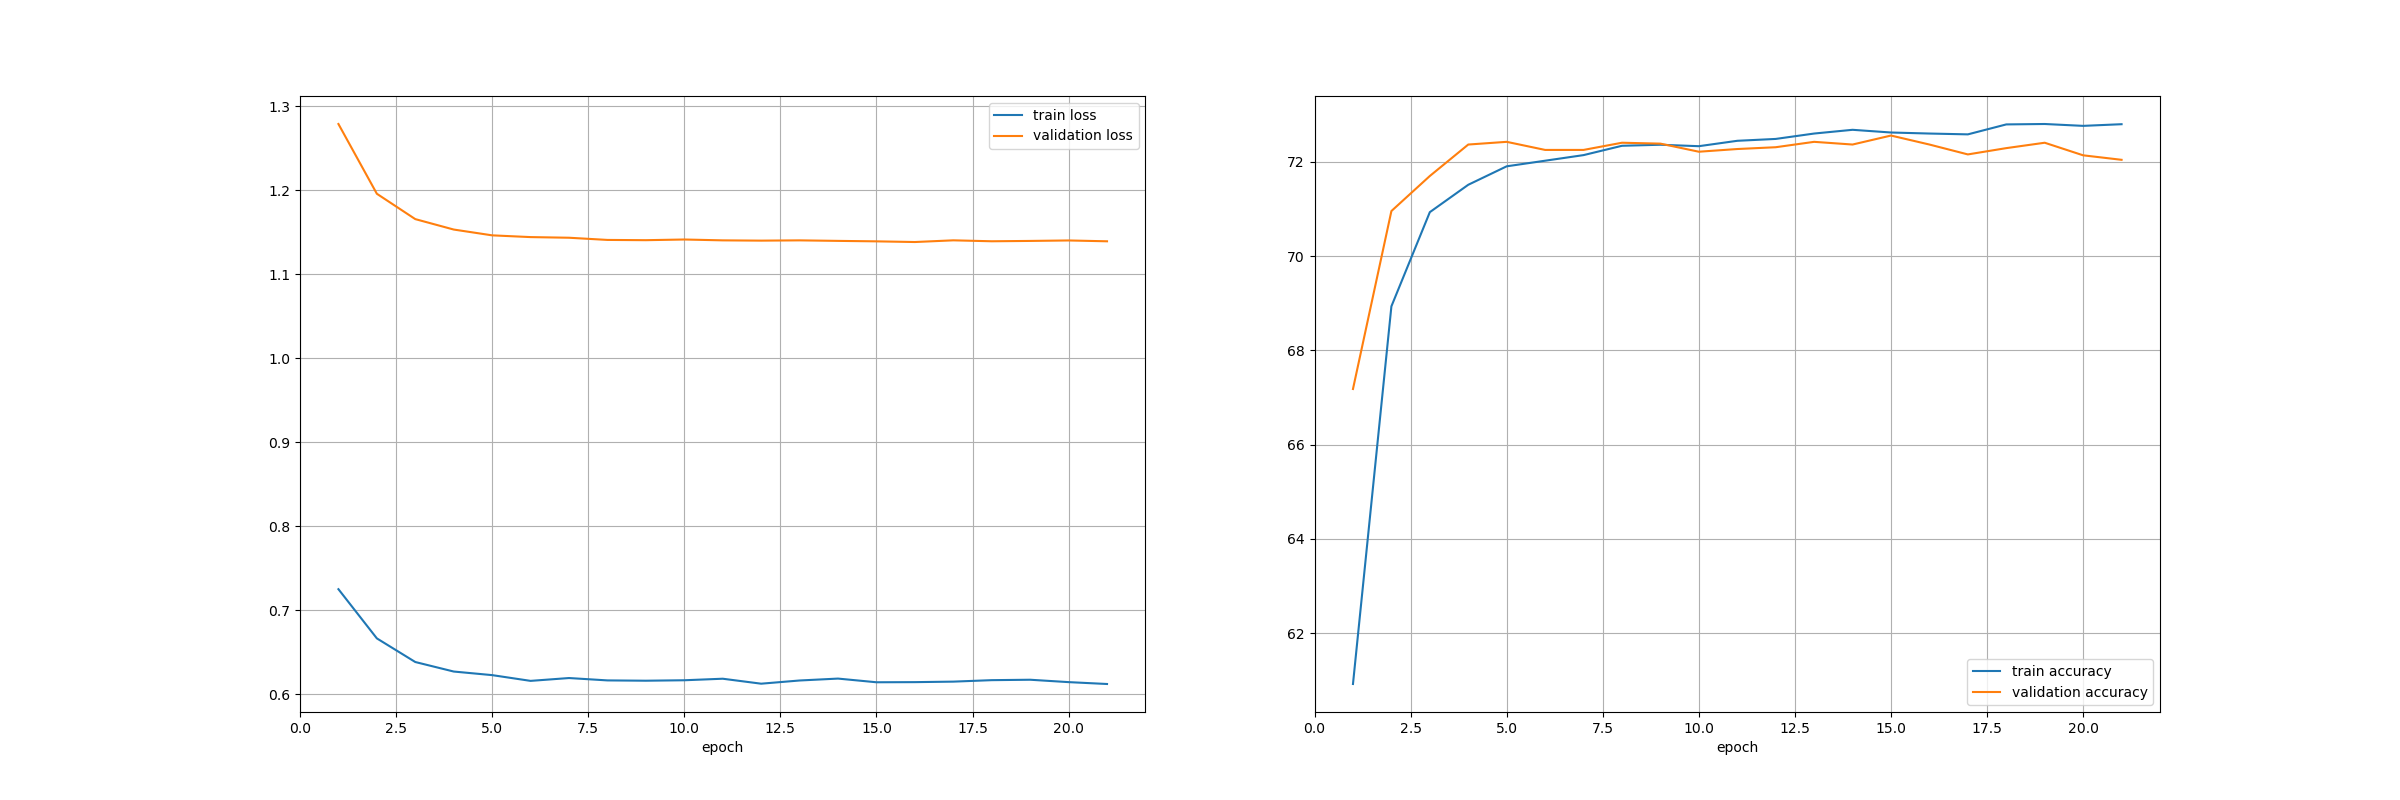 1.3
1.2
1.1
1.0
0.9
0.8
0.7
0.6
0.0 2.5 5.0 7.5 10.0 12.5 15.0 17.5 20.0
epoch
train loss
validation loss
72
70
68
66
64
62
0.0 2.5 5.0 7.5 10.0 12.5 15.0 17.5 20.0
epoch
train accuracy
validation accuracy